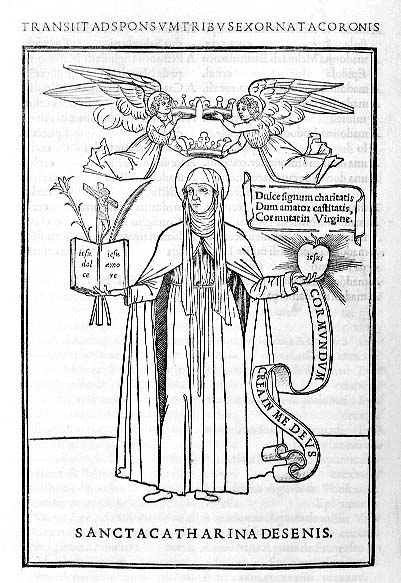 TRANSIIT AD SPONSVM TRIBVS EXORNATA CORONIS
Dulce signum charitatis
Dum amator castitatis,
Cor mutat in Virgine.
iesu
dol
ce
iesu
amo
re
iesus
COR MVNDVM
CREA IN ME DEVS
SANCTA CATHARINA DE SENIS.